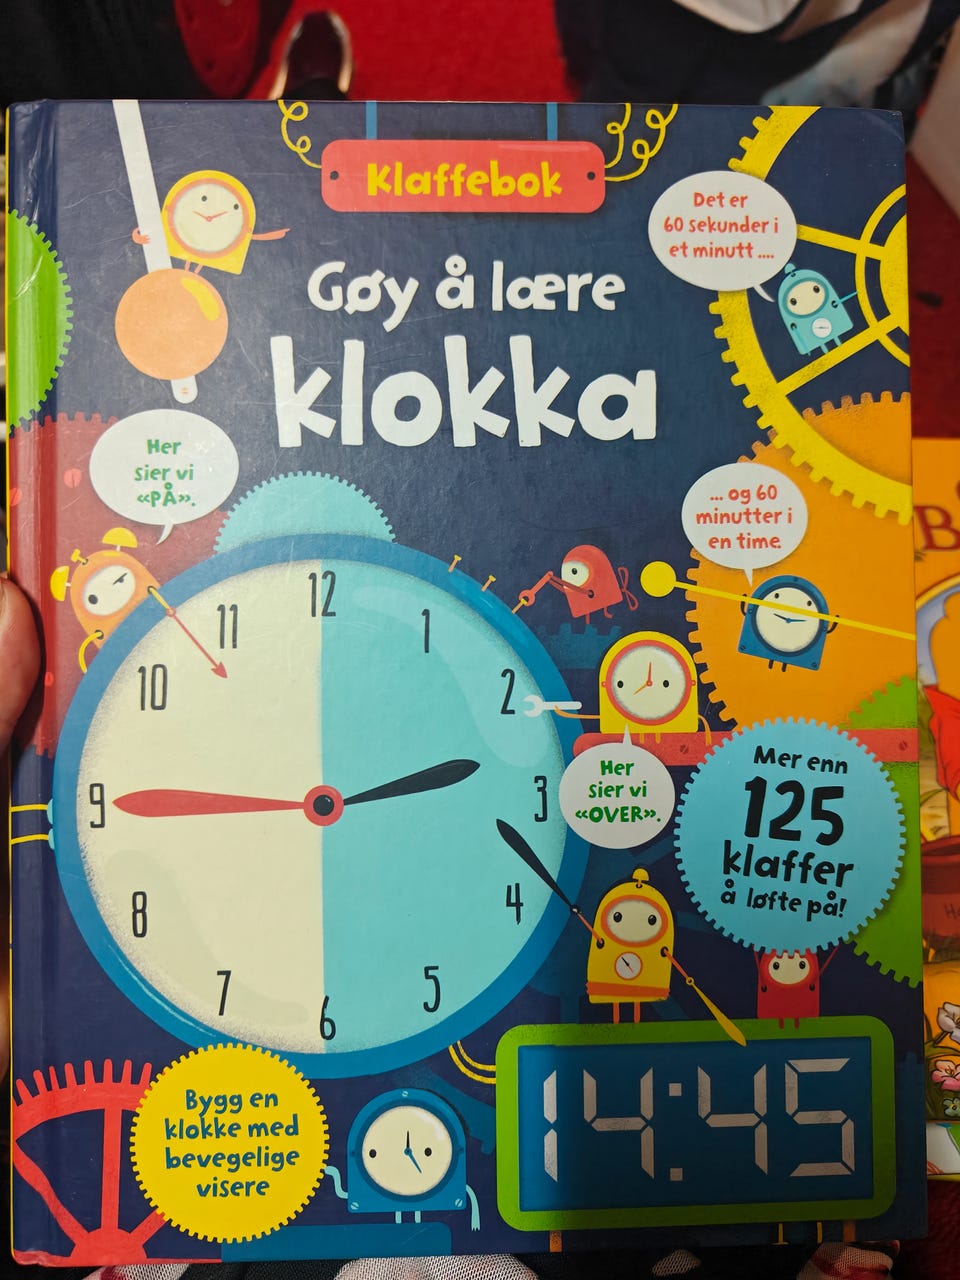 Klaffebok
Gøy å lære
klokka
Det er
60 sekunder i
et minutt ....
Her
sier vi
«PÅ».
... og 60
minutter i
en time.
12
11
1
10
2
9
3
8
4
7
5
6
Her
sier vi
«OVER».
Mer enn
125
klaffer
å løfte på!
Bygg en
klokke med
bevegelige
visere
14:45
B